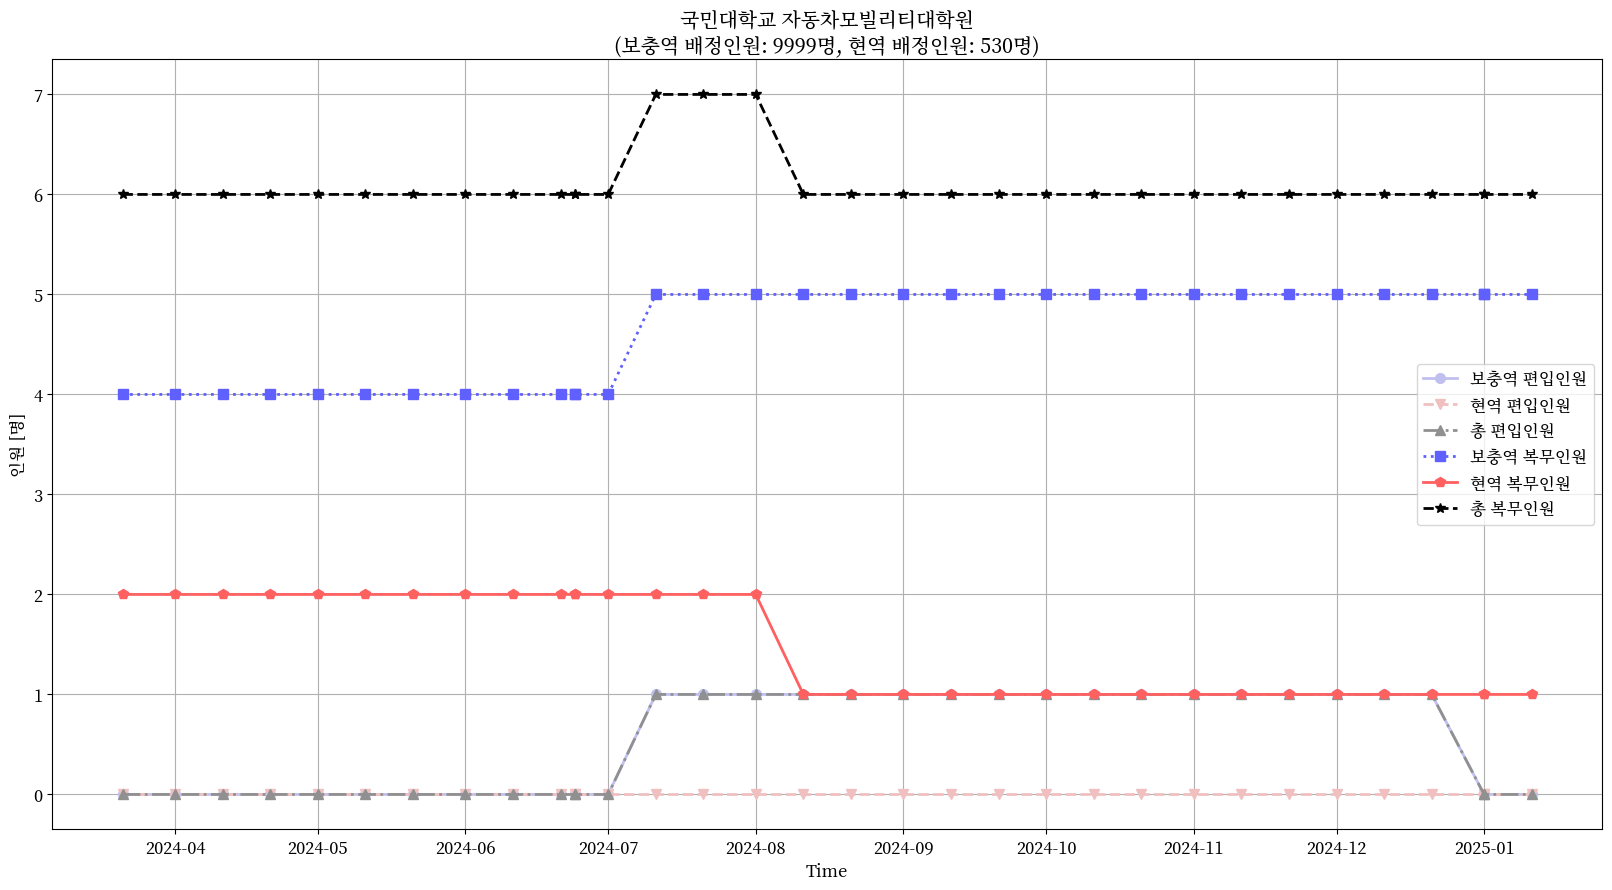 국민대학교 자동차모빌리티대학원
(보충역 배정인원: 9999명, 현역 배정인원: 530명)
7
6
5
4
3
2
1
0
인원 [명]
보충역 편입인원
현역 편입인원
총 편입인원
보충역 복무인원
현역 복무인원
총 복무인원
2024-04 2024-05 2024-06 2024-07 2024-08 2024-09 2024-10 2024-11 2024-12 2025-01
Time